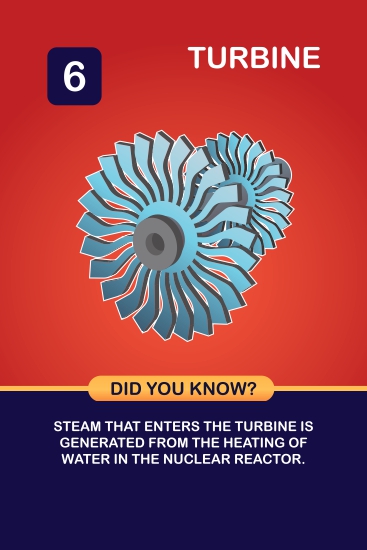 TURBINE
6
DID YOU KNOW?
STEAM THAT ENTERS THE TURBINE IS
GENERATED FROM THE HEATING OF
WATER IN THE NUCLEAR REACTOR.